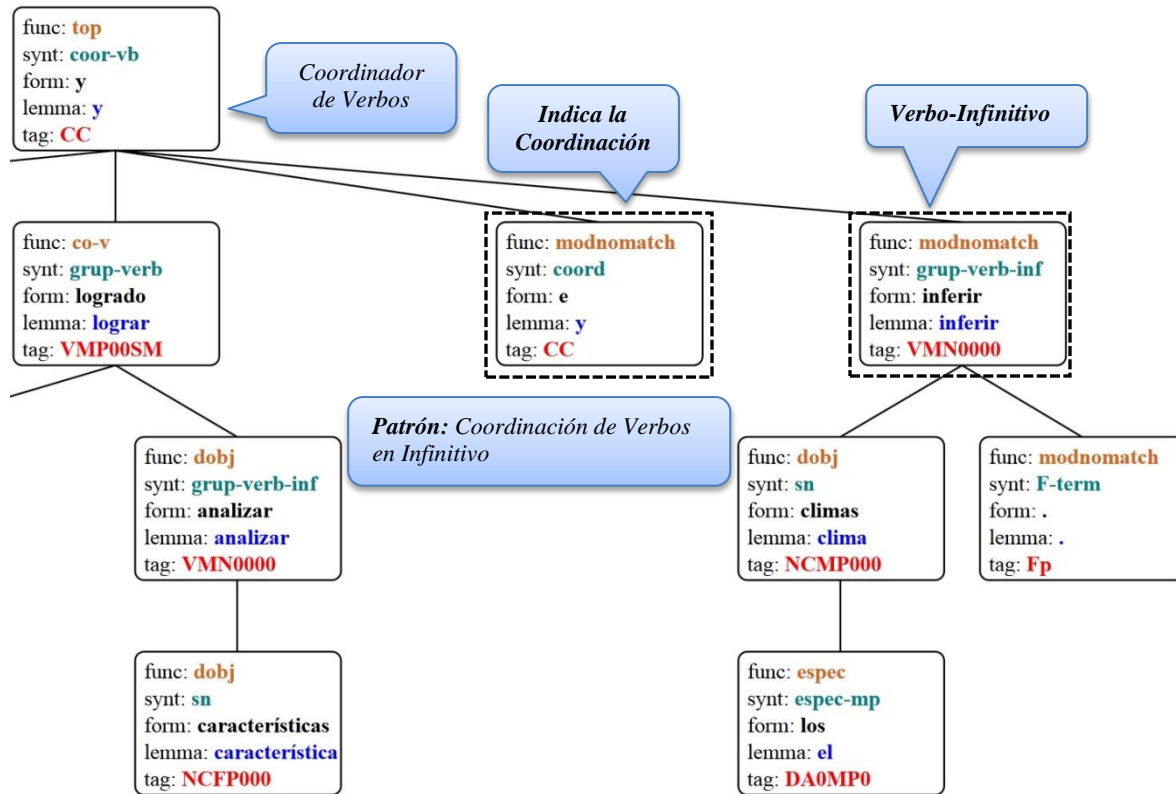 func: top
synt: coor-vb
form: y
lemma: y
tag: CC
Coordinador
de Verbos
Indica la
Coordinación
Verbo-Infinitivo
func: co-v
synt: grup-verb
form: logrado
lemma: lograr
tag: VMP00SM
func: modnomatch
synt: coord
form: e
lemma: y
tag: CC
func: modnomatch
synt: grup-verb-inf
form: inferir
lemma: inferir
tag: VMN0000
Patrón: Coordinación de Verbos
en Infinitivo
func: dobj
synt: grup-verb-inf
form: analizar
lemma: analizar
tag: VMN0000
func: dobj
synt: sn
form: climas
lemma: clima
tag: NCMP000
func: modnomatch
synt: F-term
form: .
lemma: .
tag: Fp
func: dobj
synt: sn
form: características
lemma: característica
tag: NCFP000
func: espec
synt: espec-mp
form: los
lemma: el
tag: DA0MP0